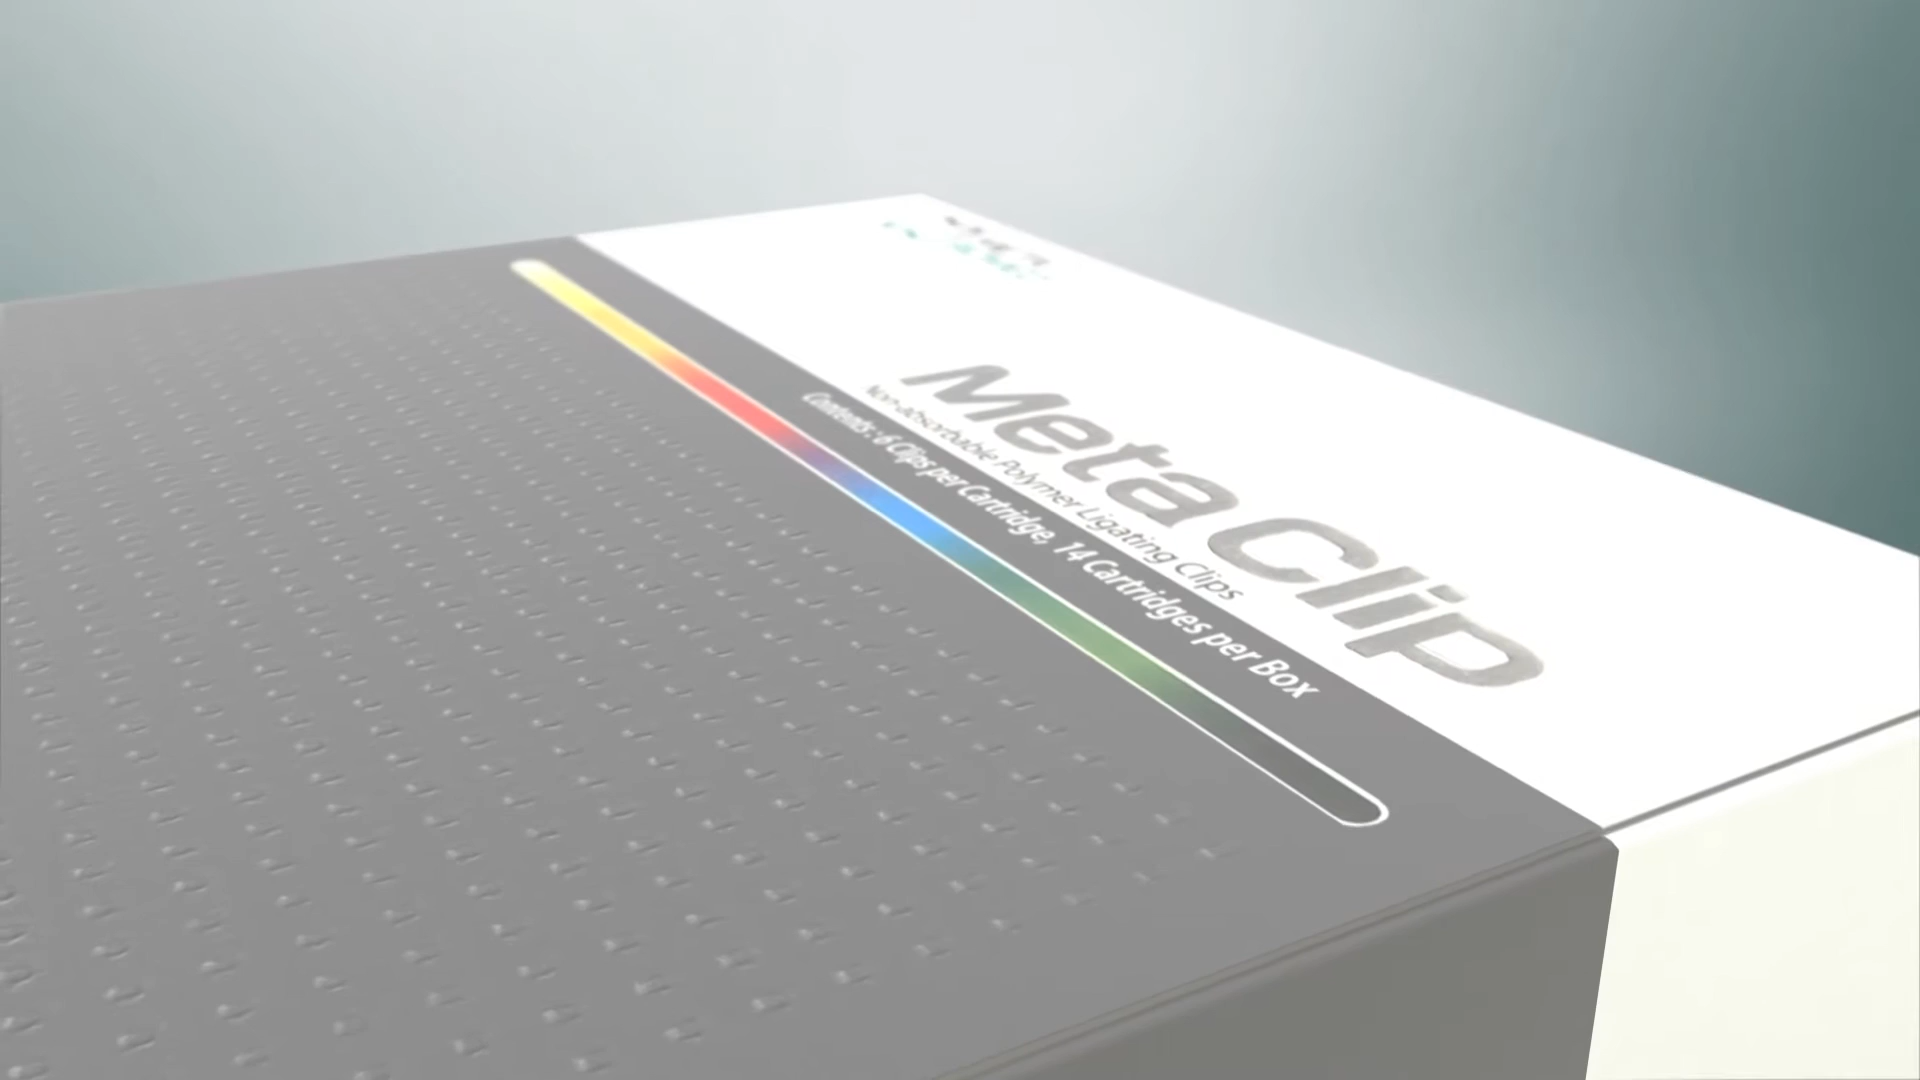 Meta Clip
Non-absorbable Polymer Ligating Clips
Contents : 6 Clips per Cartridge, 14 Cartridges per Box